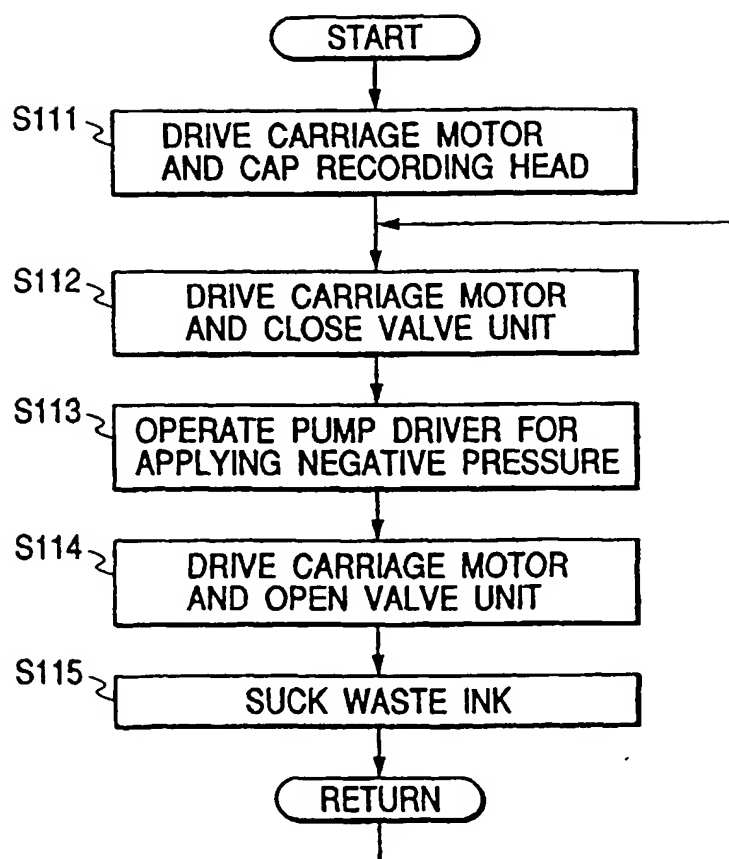 START
S111
DRIVE CARRIAGE MOTOR
AND CAP RECORDING HEAD
S112
DRIVE CARRIAGE MOTOR
AND CLOSE VALVE UNIT
S113
OPERATE PUMP DRIVER FOR
APPLYING NEGATIVE PRESSURE
S114
DRIVE CARRIAGE MOTOR
AND OPEN VALVE UNIT
S115
SUCK WASTE INK
RETURN